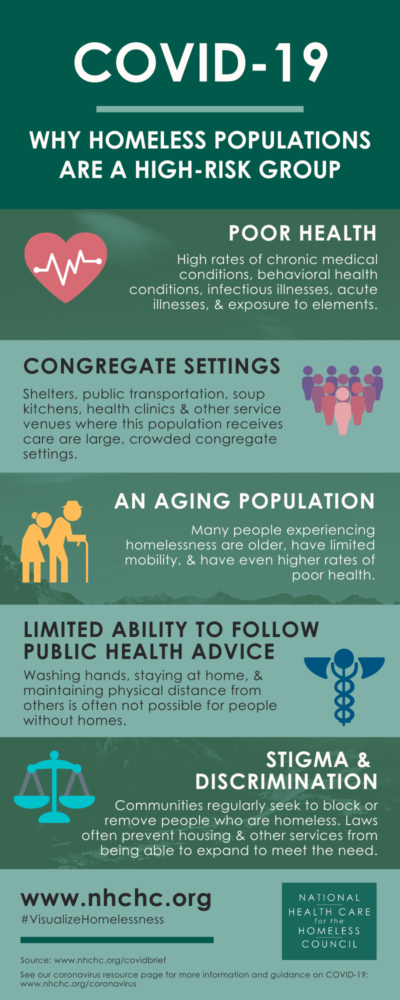 COVID-19
WHY HOMELESS POPULATIONS
ARE A HIGH-RISK GROUP
POOR HEALTH
High rates of chronic medical
conditions, behavioral health
conditions, infectious illnesses, acute
illnesses, & exposure to elements.
CONGREGATE SETTINGS
Shelters, public transportation, soup
kitchens, health clinics & other service
venues where this population receives
care are large, crowded congregate
settings.
AN AGING POPULATION
Many people experiencing
homelessness are older, have limited
mobility, & have even higher rates of
poor health.
LIMITED ABILITY TO FOLLOW
PUBLIC HEALTH ADVICE
Washing hands, staying at home, &
maintaining physical distance from
others is often not possible for people
without homes.
STIGMA &
DISCRIMINATION
Communities regularly seek to block or
remove people who are homeless. Laws
often prevent housing & other services from
being able to expand to meet the need.
www.nhchc.org
#VisualizeHomelessness
NATIONAL
HEALTH CARE
for the
HOMELESS
COUNCIL
Source: www.nhchc.org/covidbrief
See our coronavirus resource page for more information and guidance on COVID-19:
www.nhchc.org/coronavirus